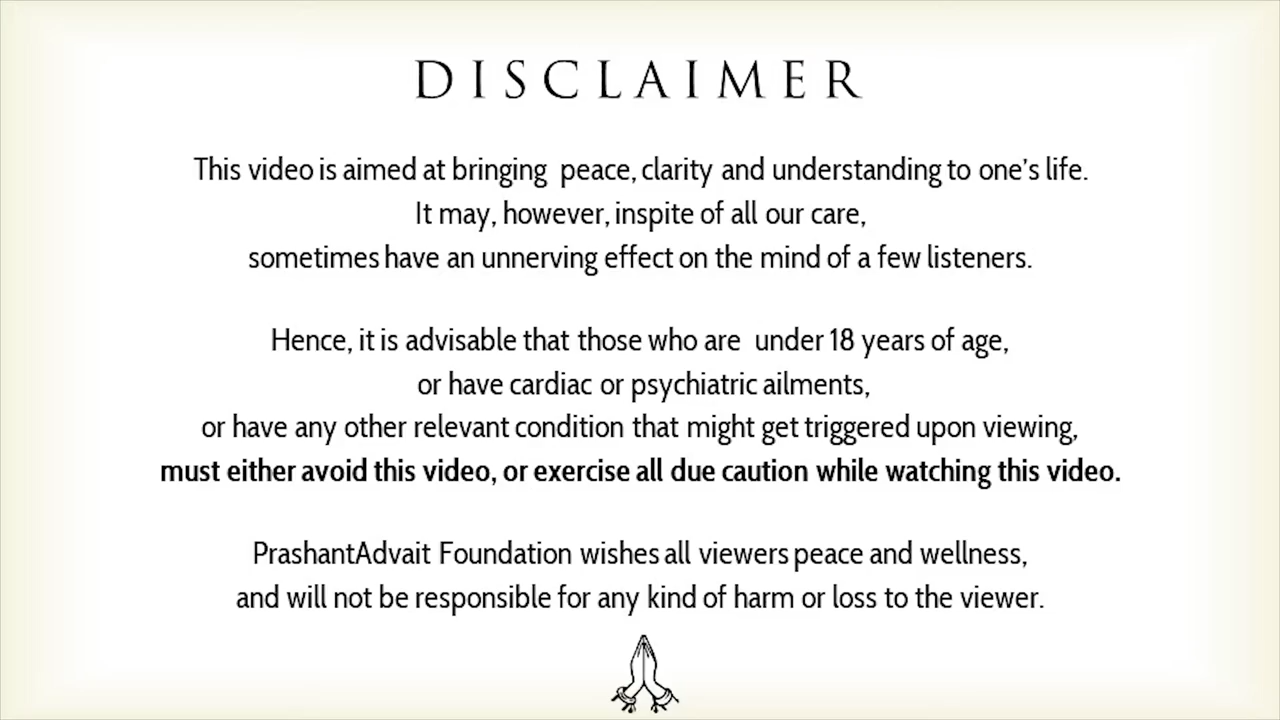 DISCLAIMER
This video is aimed at bringing peace, clarity and understanding to one's life.
It may, however, inspite of all our care,
sometimes have an unnerving effect on the mind of a few listeners.
Hence, it is advisable that those who are under 18 years of age,
or have cardiac or psychiatric ailments,
or have any other relevant condition that might get triggered upon viewing,
must either avoid this video, or exercise all due caution while watching this video.
PrashantAdvait Foundation wishes all viewers peace and wellness,
and will not be responsible for any kind of harm or loss to the viewer.